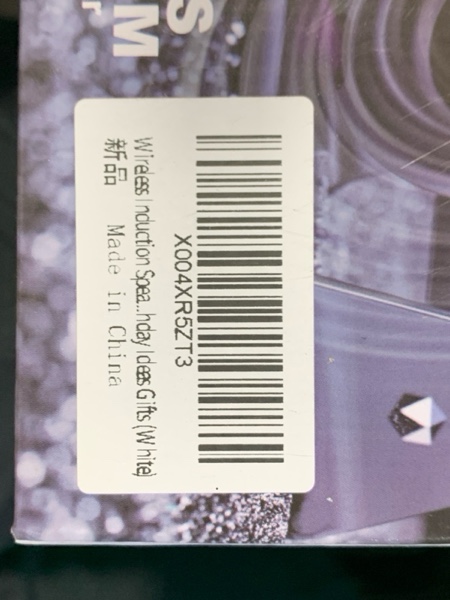 S
M
r
X004XR5ZT3
Wireless Induction Spea...hday Ideas Gifts (White)
新品 Made in China